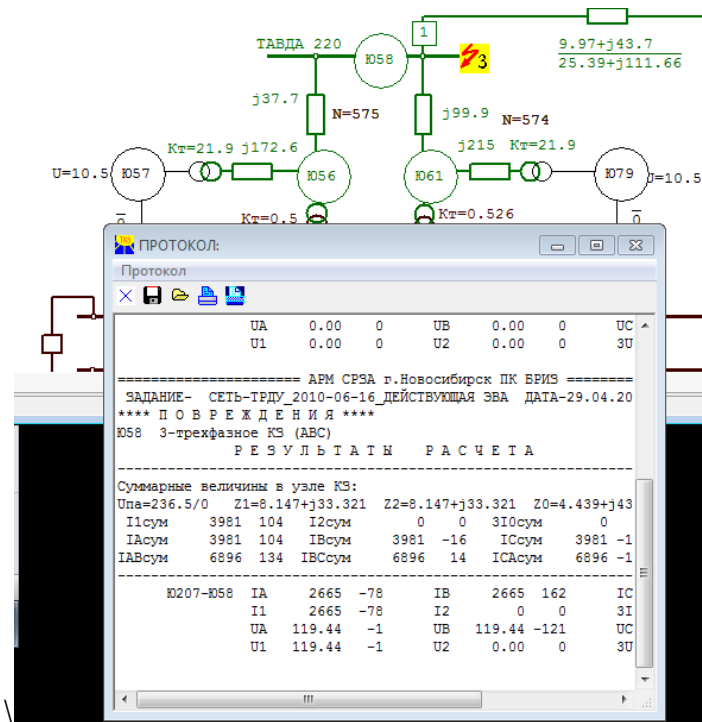 1
ТАВДА 220
Ю58
3
9.97+j43.7
25.39+j111.66
j37.7
N=575
j99.9
N=574
Кт=21.9 j172.6
j215 Кт=21.9
U=10.5
Ю57
Ю56
Ю61
Ю79
J=10.5
Кт=0.5
Кт=0.526
ПРОТОКОЛ:
Протокол
UA 0.00 0 UB 0.00 0 UC
U1 0.00 0 U2 0.00 0 3U
===================== АРМ СРЗА г.Новосибирск ПК БРИЗ ========
ЗАДАНИЕ- СЕТЬ-ТРДУ_2010-06-16_ДЕЙСТВУЮЩАЯ ЭВА ДАТА-29.04.20
**** П О В Р Е Ж Д Е Н И Я ****
Ю58 3-трехфазное КЗ (ABC)
Р Е З У Л Ь Т А Т Ы Р А С Ч Е Т А
Суммарные величины в узле КЗ:
Uпа=236.5/0 Z1=8.147+j33.321 Z2=8.147+j33.321 Z0=4.439+j43
I1сум 3981 104 I2сум 0 0 3I0сум 0
IAсум 3981 104 IBсум 3981 -16 ICсум 3981 -1
IABсум 6896 134 IBCсум 6896 14 ICAсум 6896 -1
Ю207-Ю58 IA 2665 -78 IB 2665 162 IC
I1 2665 -78 I2 0 0 3I
UA 119.44 -1 UB 119.44 -121 UC
U1 119.44 -1 U2 0.00 0 3U
\